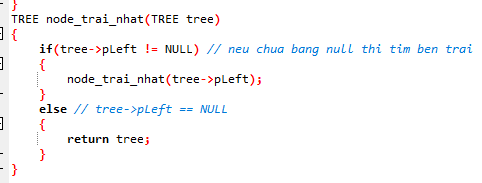 }
TREE node_trai_nhat(TREE tree)
{
if(tree->pLeft != NULL) // neu chua bang null thi tim ben trai
{
node_trai_nhat(tree->pLeft);
}
else // tree->pLeft == NULL
{
return tree;
}
}